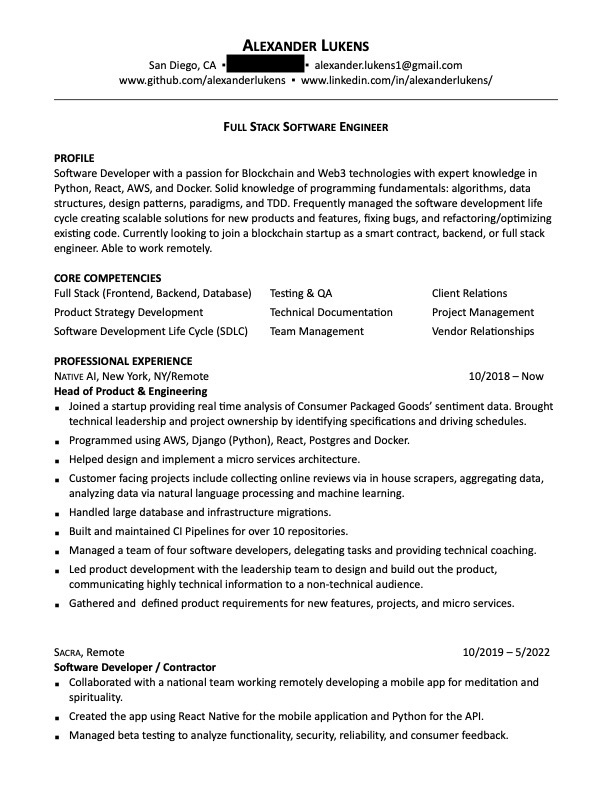 ALEXANDER LUKENS
San Diego, CA ▪ ▪ alexander.lukens1@gmail.com
www.github.com/alexanderlukens ▪ www.linkedin.com/in/alexanderlukens/
FULL STACK SOFTWARE ENGINEER
PROFILE
Software Developer with a passion for Blockchain and Web3 technologies with expert knowledge in
Python, React, AWS, and Docker. Solid knowledge of programming fundamentals: algorithms, data
structures, design patterns, paradigms, and TDD. Frequently managed the software development life
cycle creating scalable solutions for new products and features, fixing bugs, and refactoring/optimizing
existing code. Currently looking to join a blockchain startup as a smart contract, backend, or full stack
engineer. Able to work remotely.
CORE COMPETENCIES
Full Stack (Frontend, Backend, Database) Testing & QA Client Relations
Product Strategy Development Technical Documentation Project Management
Software Development Life Cycle (SDLC) Team Management Vendor Relationships
PROFESSIONAL EXPERIENCE
NATIVE AI, New York, NY/Remote 10/2018 – Now
Head of Product & Engineering
▪ Joined a startup providing real time analysis of Consumer Packaged Goods’ sentiment data. Brought
technical leadership and project ownership by identifying specifications and driving schedules.
▪ Programmed using AWS, Django (Python), React, Postgres and Docker.
▪ Helped design and implement a micro services architecture.
▪ Customer facing projects include collecting online reviews via in house scrapers, aggregating data,
analyzing data via natural language processing and machine learning.
▪ Handled large database and infrastructure migrations.
▪ Built and maintained CI Pipelines for over 10 repositories.
▪ Managed a team of four software developers, delegating tasks and providing technical coaching.
▪ Led product development with the leadership team to design and build out the product,
communicating highly technical information to a non-technical audience.
▪ Gathered and defined product requirements for new features, projects, and micro services.
SACRA, Remote 10/2019 – 5/2022
Software Developer / Contractor
▪ Collaborated with a national team working remotely developing a mobile app for meditation and
spirituality.
▪ Created the app using React Native for the mobile application and Python for the API.
▪ Managed beta testing to analyze functionality, security, reliability, and consumer feedback.